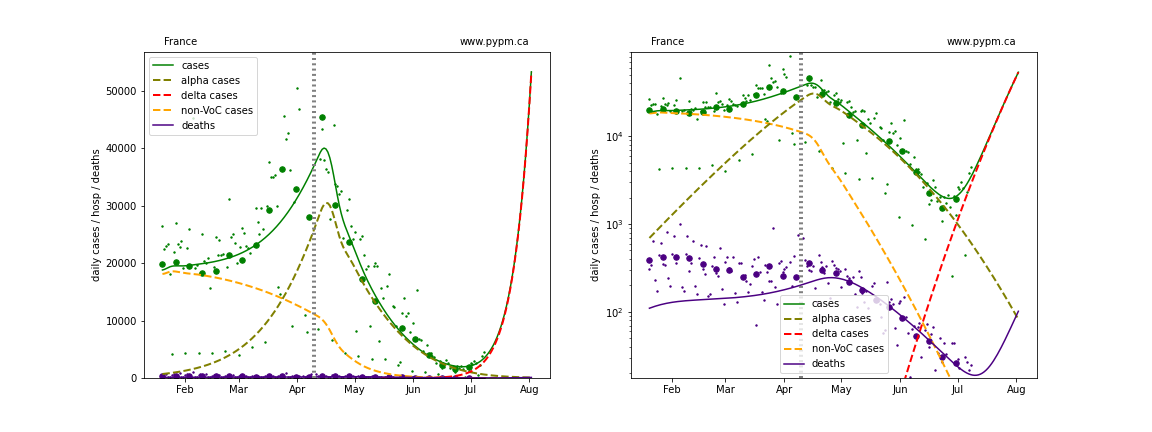 France www.pypm.ca
cases
alpha cases
delta cases
non-VoC cases
deaths
daily cases / hosp / deaths
50000
40000
30000
20000
10000
0
Feb Mar Apr May Jun Jul Aug
France www.pypm.ca
daily cases / hosp / deaths
10^4
10^3
10^2
cases
alpha cases
delta cases
non-VoC cases
deaths
Feb Mar Apr May Jun Jul Aug